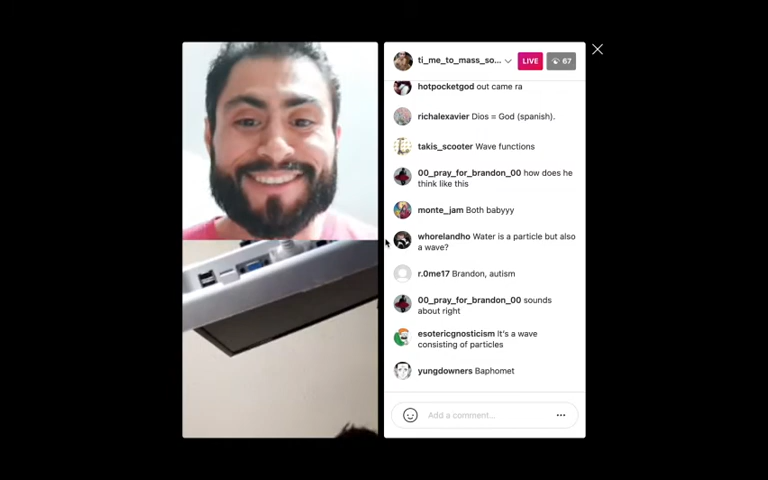 ti_me_to_mass_so...
LIVE
67
hotpocketgod out came ra
richalexavier Dios = God (spanish).
takis_scooter Wave functions
00_pray_for_brandon_00 how does he
think like this
monte_jam Both babyyy
whorelandho Water is a particle but also
a wave?
r.0me17 Brandon, autism
00_pray_for_brandon_00 sounds
about right
esotericgnosticism It's a wave
consisting of particles
yungdowners Baphomet
Add a comment...